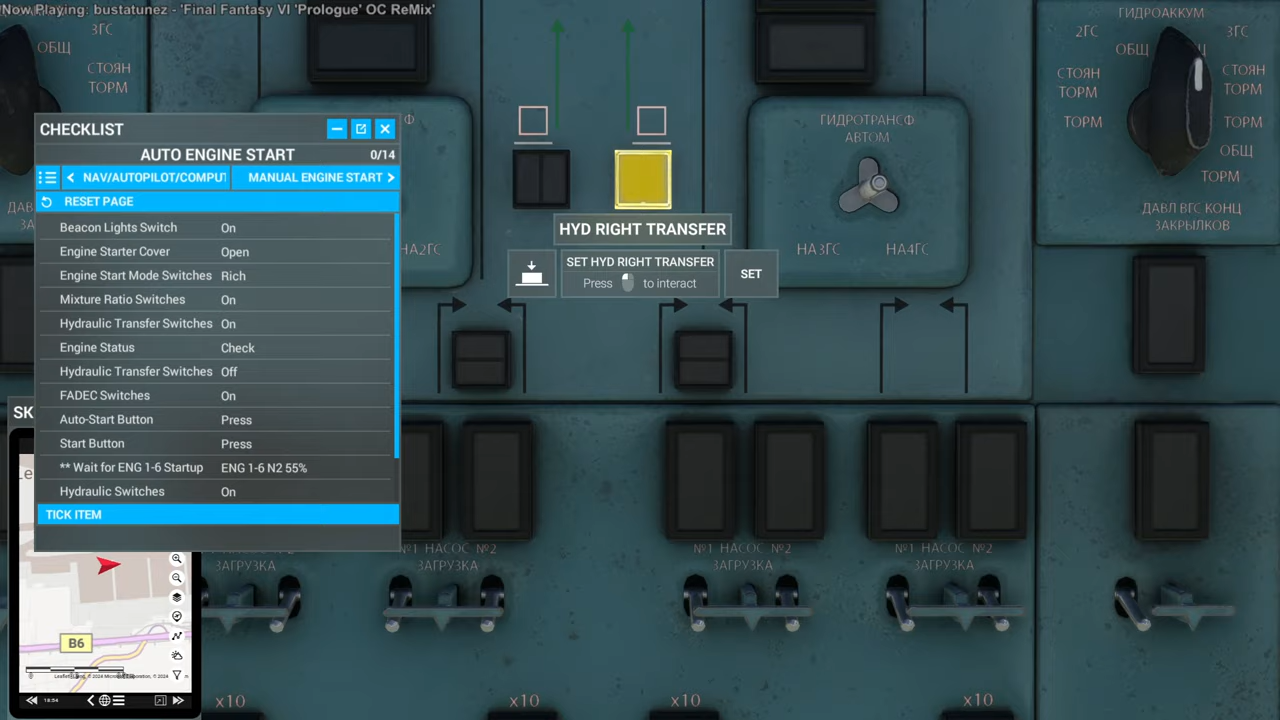 Now Playing: bustatunez - 'Final Fantasy VI 'Prologue' OC ReMix'
3ГС
ОБЩ
СТОЯН
ТОРМ
ГИДРОАККУМ
2ГС
3ГС
ОБЩ
СТОЯН
ТОРМ
СТОЯН
ТОРМ
ТОРМ
ТОРМ
ОБЩ
ТОРМ
ДАВЛ ВГС КОНЦ
ЗАКРЫЛКОВ
ГИДРОТРАНСФ
АВТОМ
НА2ГС
НА3ГС
НА4ГС
CHECKLIST
AUTO ENGINE START 0/14
NAV/AUTOPILOT/COMPUT
MANUAL ENGINE START
RESET PAGE
Beacon Lights Switch On
Engine Starter Cover Open
Engine Start Mode Switches Rich
Mixture Ratio Switches On
Hydraulic Transfer Switches On
Engine Status Check
Hydraulic Transfer Switches Off
FADEC Switches On
Auto-Start Button Press
Start Button Press
** Wait for ENG 1-6 Startup ENG 1-6 N2 55%
Hydraulic Switches On
TICK ITEM
HYD RIGHT TRANSFER
SET HYD RIGHT TRANSFER
Press to interact
SET
SK
B6
18:54
ЗАГРУЗКА
№1 НАСОС №2
ЗАГРУЗКА
№1 НАСОС №2
ЗАГРУЗКА
№1 НАСОС №2
ЗАГРУЗКА
x10
x10
x10
x10